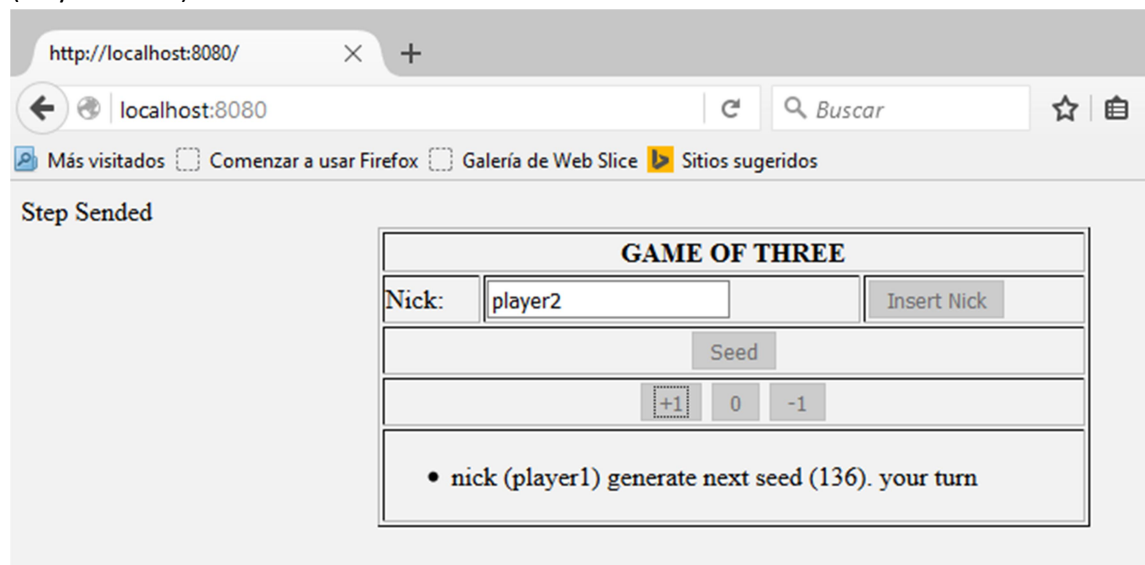 http://localhost:8080/
localhost:8080 Buscar
Más visitados Comenzar a usar Firefox Galería de Web Slice Sitios sugeridos
Step Sended
GAME OF THREE
Nick: player2 Insert Nick
Seed
+1 0 -1
• nick (player1) generate next seed (136). your turn